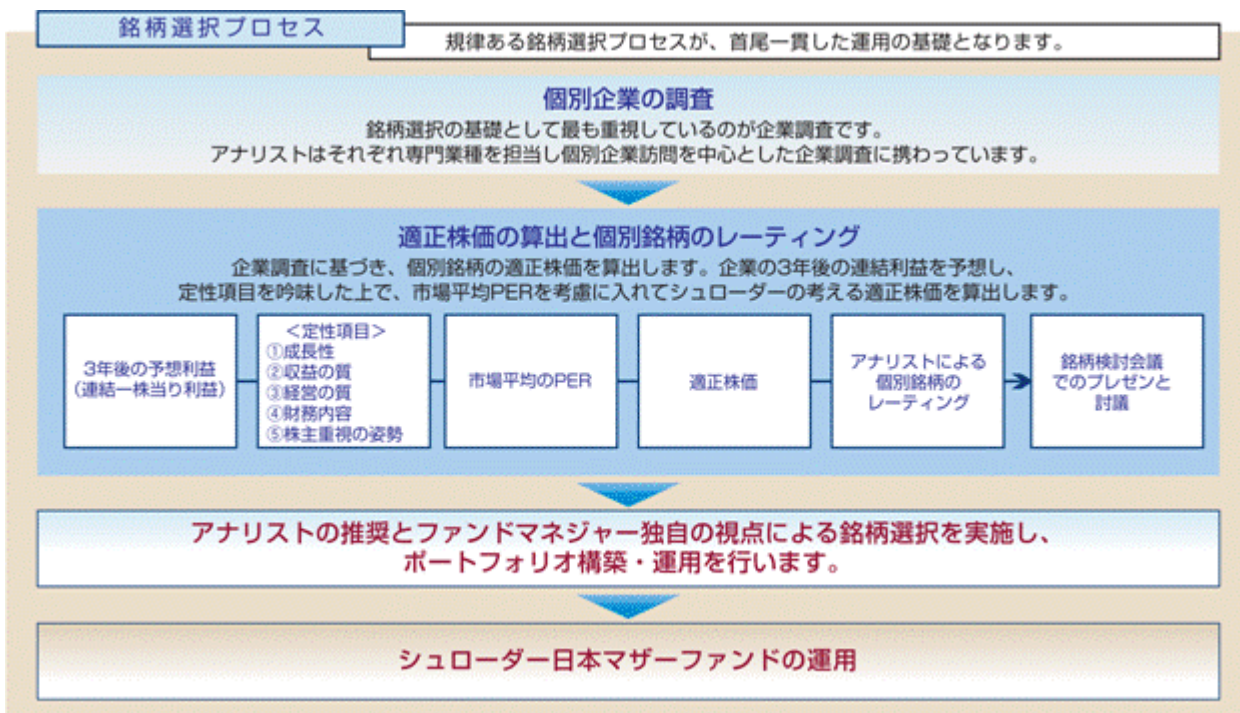 銘柄選択プロセス
規律ある銘柄選択プロセスが、首尾一貫した運用の基礎となります。
個別企業の調査
銘柄選択の基礎として最も重視しているのが企業調査です。
アナリストはそれぞれ専門業種を担当し個別企業訪問を中心とした企業調査に携わっています。
適正株価の算出と個別銘柄のレーティング
企業調査に基づき、個別銘柄の適正株価を算出します。企業の3年後の連結利益を予想し、
定性項目を吟味した上で、市場平均PERを考慮に入れてシュローダーの考える適正株価を算出します。
3年後の予想利益
(連結一株当り利益)
＜定性項目＞
①成長性
②収益の質
③経営の質
④財務内容
⑤株主重視の姿勢
市場平均のPER
適正株価
アナリストによる
個別銘柄の
レーティング
銘柄検討会議
でのプレゼンと
討議
アナリストの推奨とファンドマネジャー独自の視点による銘柄選択を実施し、
ポートフォリオ構築・運用を行います。
シュローダー日本マザーファンドの運用